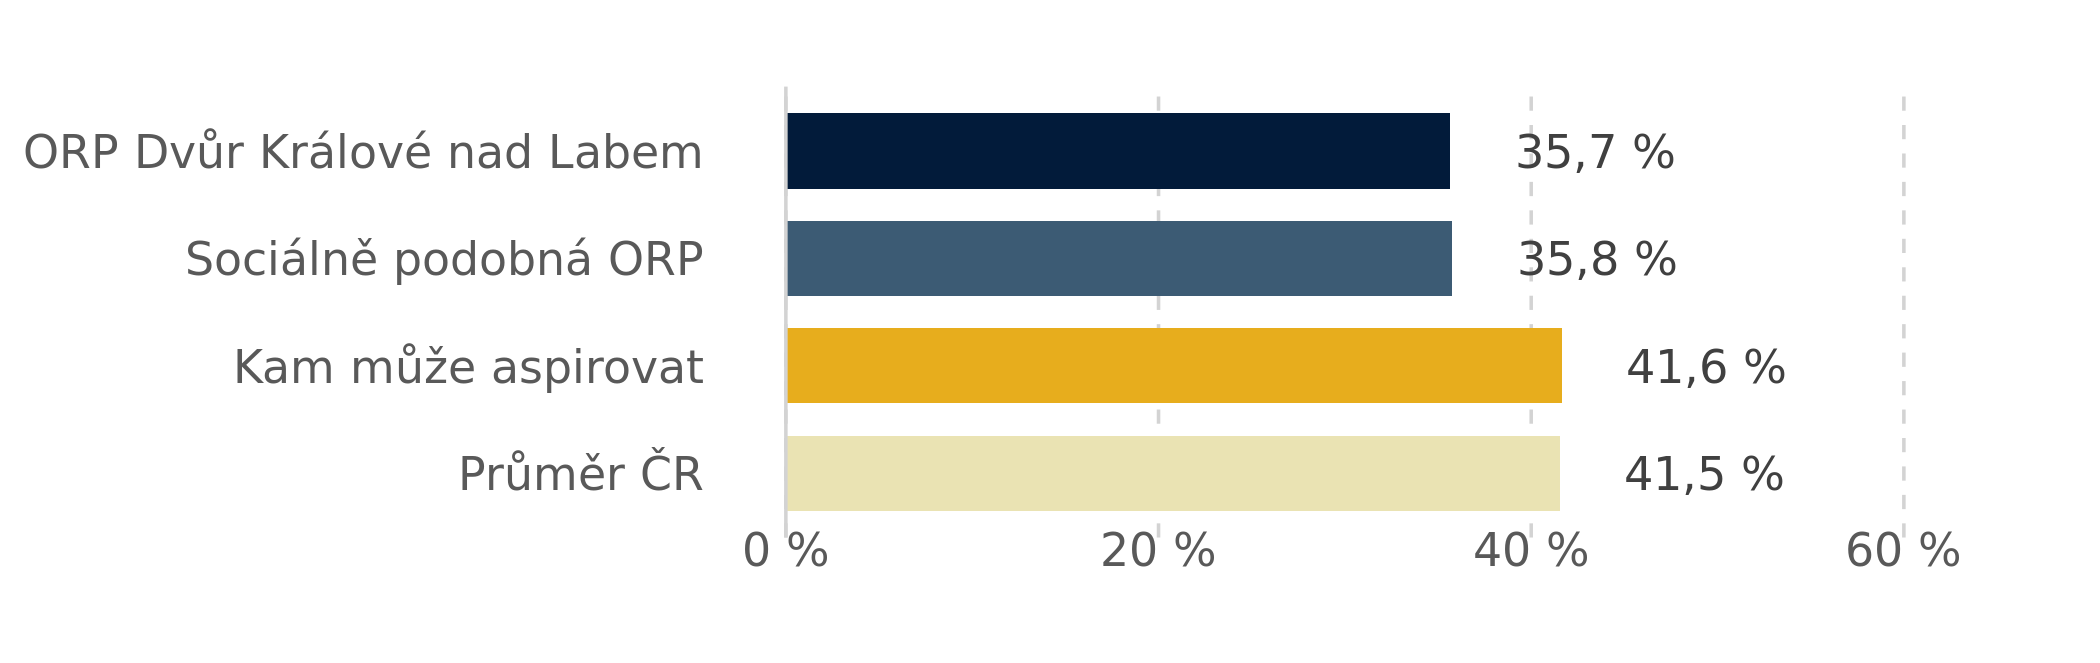 ORP Dvůr Králové nad Labem 35,7 %
Sociálně podobná ORP 35,8 %
Kam může aspirovat 41,6 %
Průměr ČR 41,5 %
0 % 20 % 40 % 60 %